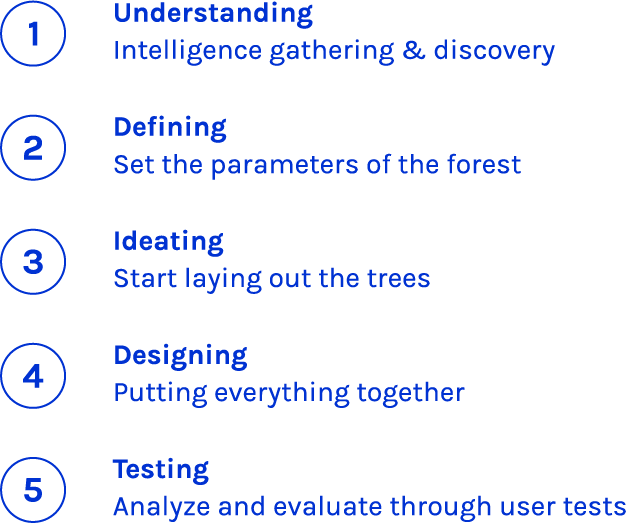 1
Understanding
Intelligence gathering & discovery
2
Defining
Set the parameters of the forest
3
Ideating
Start laying out the trees
4
Designing
Putting everything together
5
Testing
Analyze and evaluate through user tests